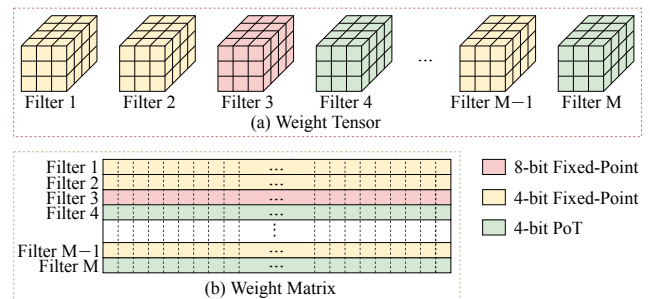 Filter 1 Filter 2 Filter 3 Filter 4 ... Filter M−1 Filter M
(a) Weight Tensor
Filter 1 ...
Filter 2 ...
Filter 3 ...
Filter 4 ...
⋮
Filter M−1 ...
Filter M ...
(b) Weight Matrix
8-bit Fixed-Point
4-bit Fixed-Point
4-bit PoT